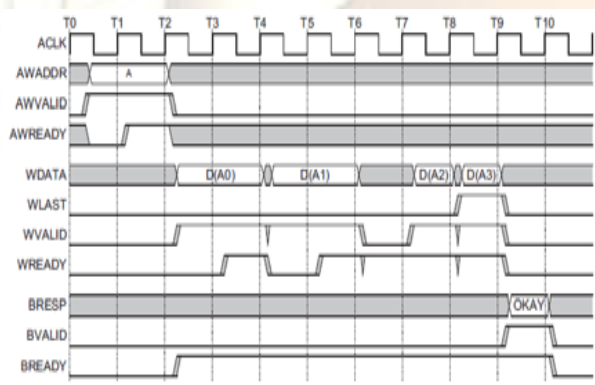 T0 T1 T2 T3 T4 T5 T6 T7 T8 T9 T10
ACLK
AWADDR A
AWVALID
AWREADY
WDATA D(A0) D(A1) D(A2) D(A3)
WLAST
WVALID
WREADY
BRESP OKAY
BVALID
BREADY